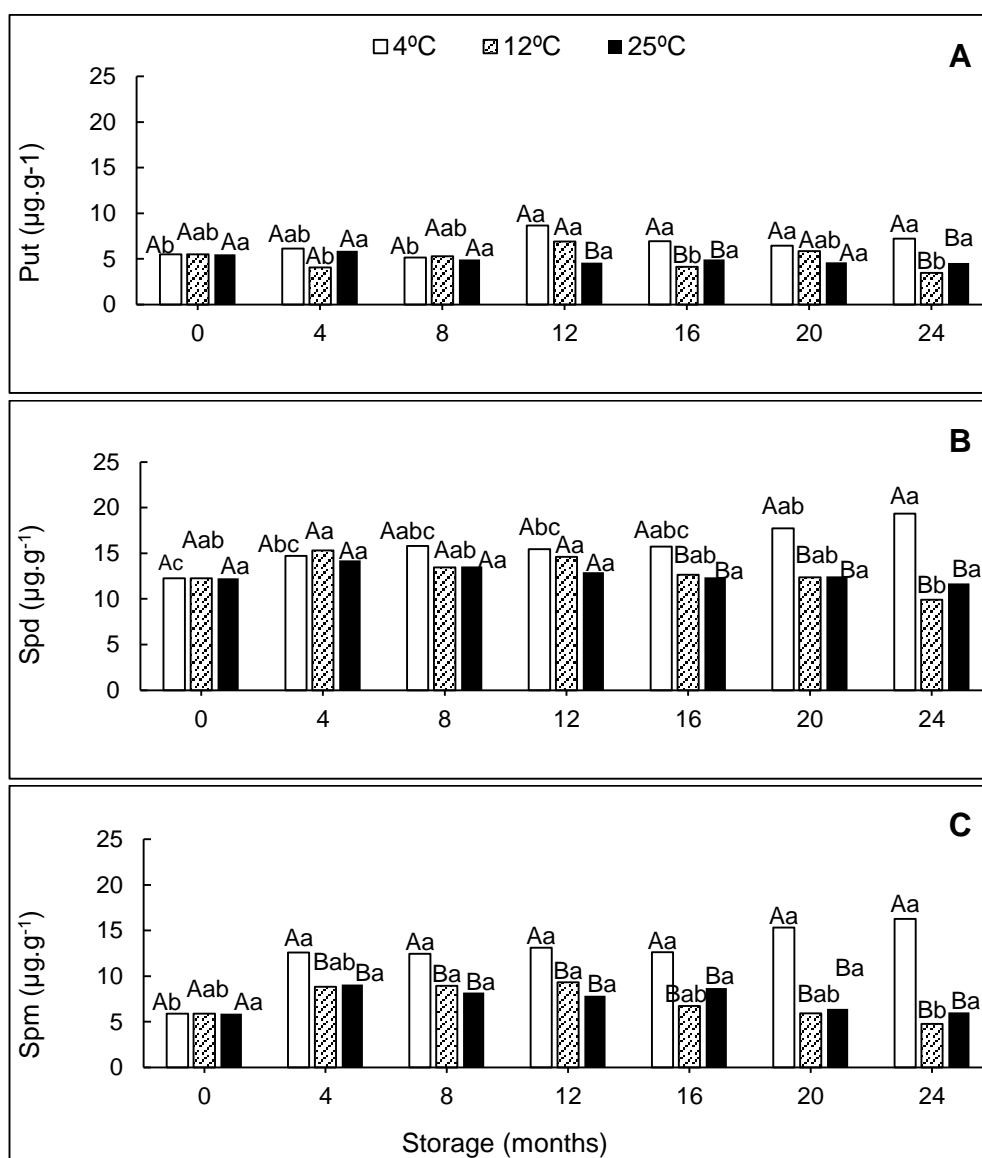 4ºC 12ºC 25ºC
A
25
20
15
10
5
0
Put (µg.g-1)
Ab Aab Aa Aab Ab Aa Ab Aab Aa Aa Aa Ba Aa Bb Ba Aa Aab Aa Aa Bb Ba
0 4 8 12 16 20 24
B
25
20
15
10
5
0
Spd (µg.g-1)
Ac Aab Aa Abc Aa Aa Aabc Aab Aa Abc Aa Aa Aabc Bab Ba Aab Bab Ba Aa Bb Ba
0 4 8 12 16 20 24
C
25
20
15
10
5
0
Spm (µg.g-1)
Ab Aab Aa Aa Bab Ba Aa Ba Ba Aa Ba Ba Aa Bab Ba Aa Bab Ba Aa Bb Ba
0 4 8 12 16 20 24
Storage (months)